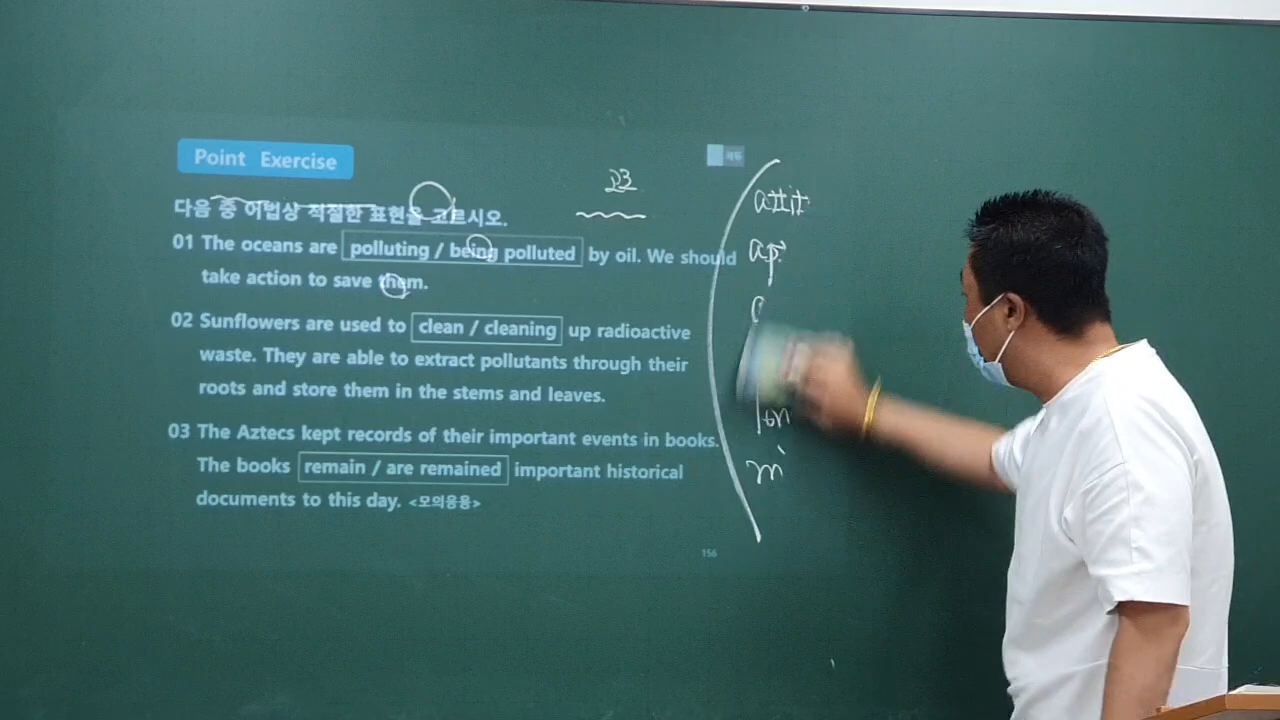 Point Exercise
다음 중 어법상 적절한 표현을 고르시오.
23
01 The oceans are polluting / being polluted by oil. We should
take action to save them.
02 Sunflowers are used to clean / cleaning up radioactive
waste. They are able to extract pollutants through their
roots and store them in the stems and leaves.
03 The Aztecs kept records of their important events in books.
The books remain / are remained important historical
documents to this day. <모의응용>
156
attit
ap
m